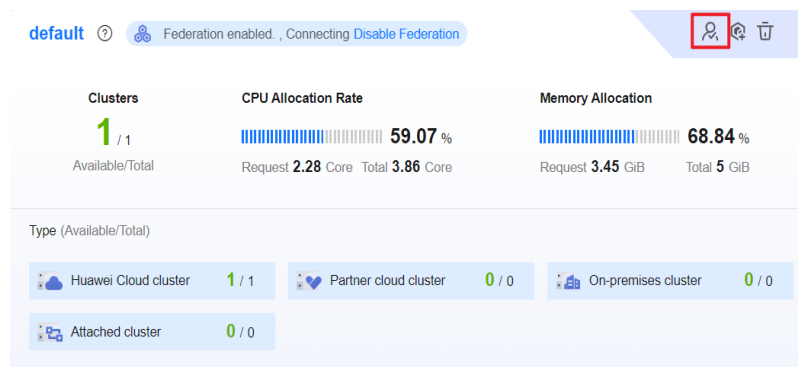 default ? Federation enabled. , Connecting Disable Federation
Clusters CPU Allocation Rate Memory Allocation
1 / 1 59.07 % 68.84 %
Available/Total Request 2.28 Core Total 3.86 Core Request 3.45 GiB Total 5 GiB
Type (Available/Total)
Huawei Cloud cluster 1 / 1 Partner cloud cluster 0 / 0 On-premises cluster 0 / 0
Attached cluster 0 / 0